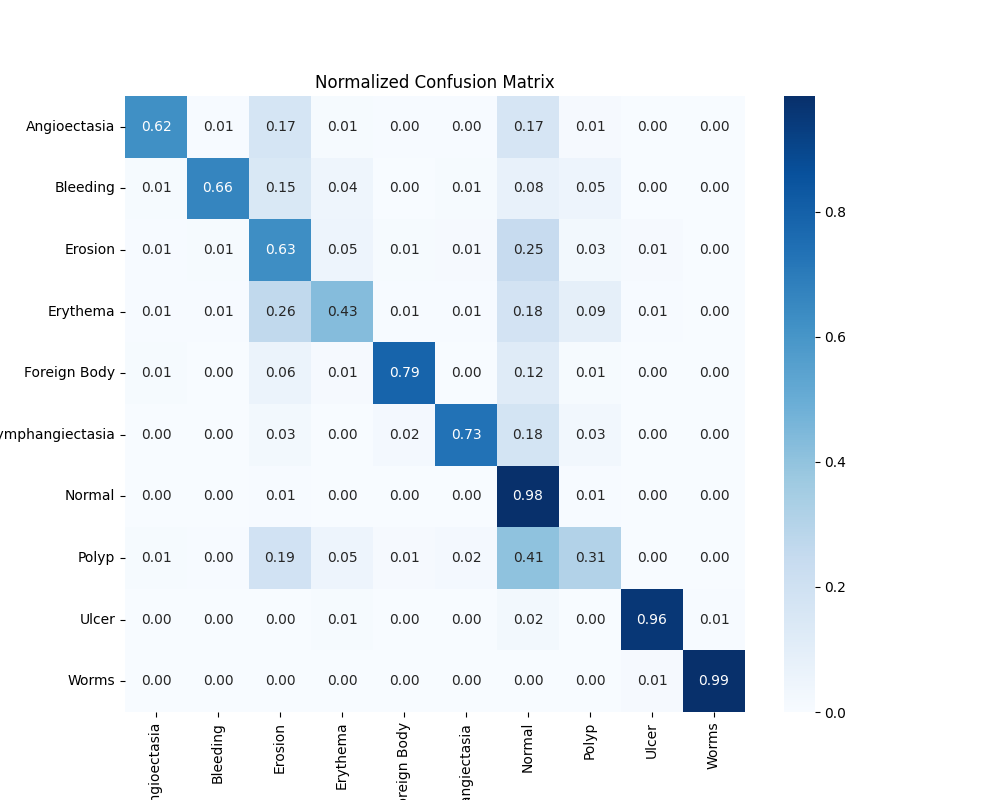 Normalized Confusion Matrix
Angioectasia 0.62 0.01 0.17 0.01 0.00 0.00 0.17 0.01 0.00 0.00
Bleeding 0.01 0.66 0.15 0.04 0.00 0.01 0.08 0.05 0.00 0.00
0.8
Erosion 0.01 0.01 0.63 0.05 0.01 0.01 0.25 0.03 0.01 0.00
Erythema 0.01 0.01 0.26 0.43 0.01 0.01 0.18 0.09 0.01 0.00
0.6
Foreign Body 0.01 0.00 0.06 0.01 0.79 0.00 0.12 0.01 0.00 0.00
ymphangiectasia 0.00 0.00 0.03 0.00 0.02 0.73 0.18 0.03 0.00 0.00
0.4
Normal 0.00 0.00 0.01 0.00 0.00 0.00 0.98 0.01 0.00 0.00
Polyp 0.01 0.00 0.19 0.05 0.01 0.02 0.41 0.31 0.00 0.00
0.2
Ulcer 0.00 0.00 0.00 0.01 0.00 0.00 0.02 0.00 0.96 0.01
Worms 0.00 0.00 0.00 0.00 0.00 0.00 0.00 0.00 0.01 0.99
0.0
ngioectasia
Bleeding
Erosion
Erythema
oreign Body
angiectasia
Normal
Polyp
Ulcer
Worms